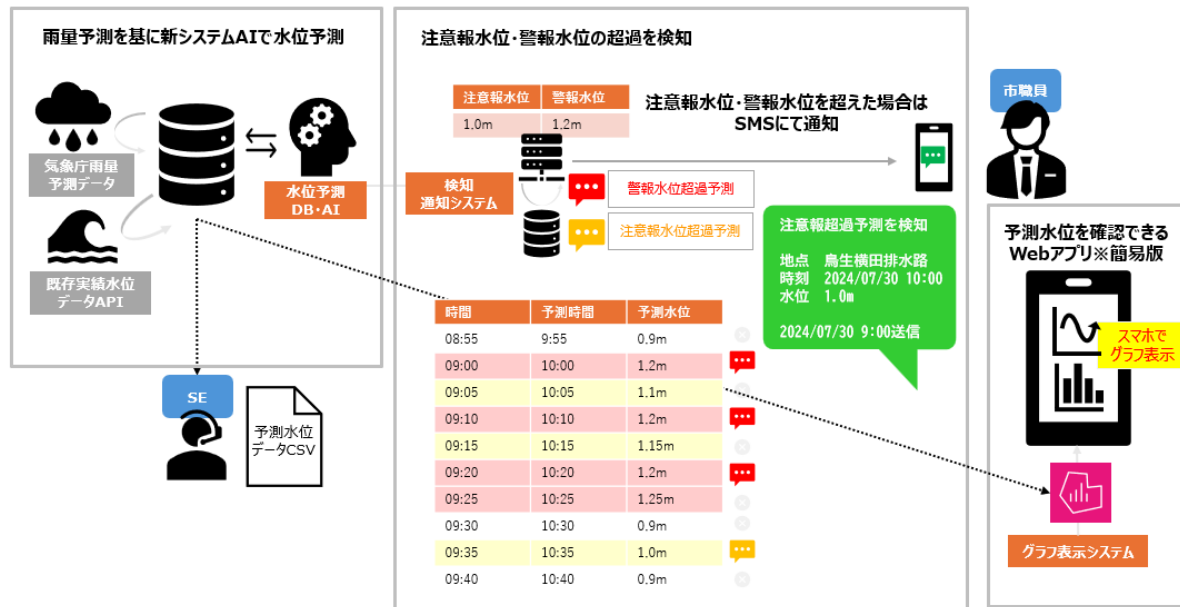 雨量予測を基に新システムAIで水位予測
気象庁雨量
予測データ
既存実績水位
データAPI
水位予測
DB・AI
SE
予測水位
データCSV
注意報水位・警報水位の超過を検知
注意報水位 警報水位
1.0m 1.2m
注意報水位・警報水位を超えた場合は
SMSにて通知
検知
通知システム
警報水位超過予測
注意報水位超過予測
注意報超過予測を検知
地点 鳥生横田排水路
時刻 2024/07/30 10:00
水位 1.0m
2024/07/30 9:00送信
時間 予測時間 予測水位
08:55 9:55 0.9m
09:00 10:00 1.2m
09:05 10:05 1.1m
09:10 10:10 1.2m
09:15 10:15 1.15m
09:20 10:20 1.2m
09:25 10:25 1.25m
09:30 10:30 0.9m
09:35 10:35 1.0m
09:40 10:40 0.9m
市職員
予測水位を確認できる
Webアプリ※簡易版
スマホで
グラフ表示
グラフ表示システム